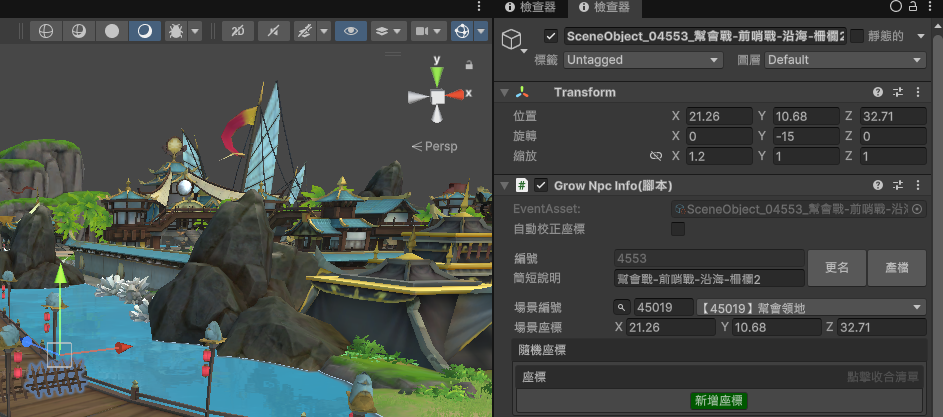 檢查器
檢查器
SceneObject_04553_幫會戰-前哨戰-沿海-柵欄2
靜態的
標籤 Untagged
圖層 Default
2D
y
x
Persp
Transform
位置 X 21.26 Y 10.68 Z 32.71
旋轉 X 0 Y -15 Z 0
縮放 X 1.2 Y 1 Z 1
Grow Npc Info(腳本)
EventAsset: SceneObject_04553_幫會戰-前哨戰-沿
自動校正座標
編號 4553
簡短說明 幫會戰-前哨戰-沿海-柵欄2
更名 產檔
場景編號 45019 【45019】幫會領地
場景座標 X 21.26 Y 10.68 Z 32.71
隨機座標
座標 點擊收合清單
新增座標